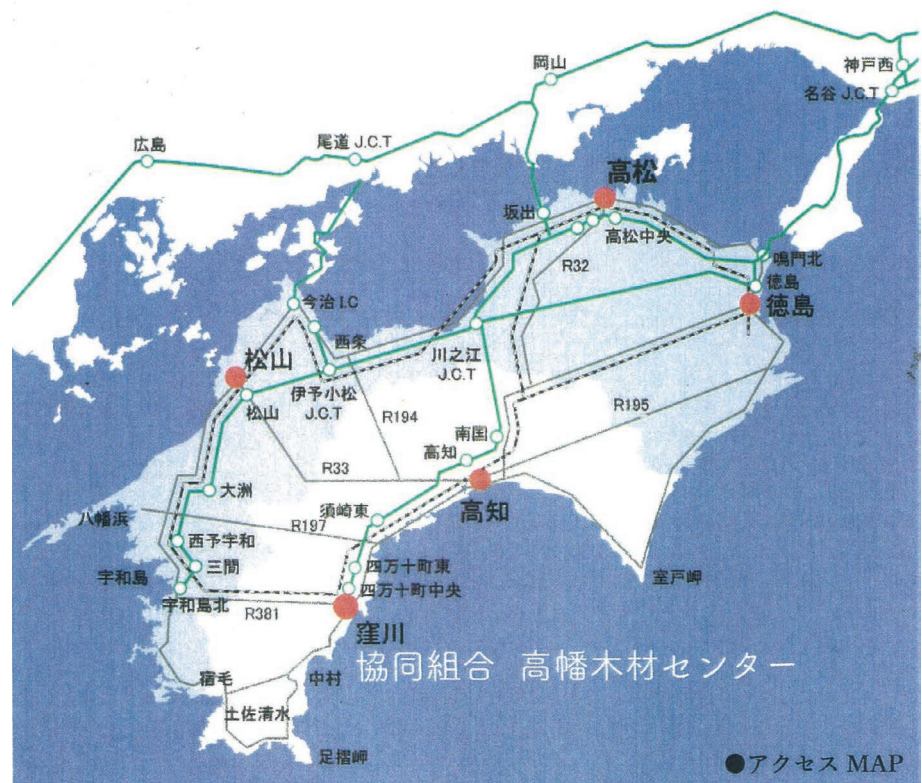 岡山
神戸西
名谷 J.C.T
広島
尾道 J.C.T
高松
坂出
高松中央
R32
鳴門北
徳島
徳島
今治 I.C
西条
川之江
J.C.T
松山
松山
伊予小松
J.C.T
R194
R195
南国
高知
R33
高知
大洲
須崎東
八幡浜
R197
西予宇和
三間
四万十町東
宇和島
四万十町中央
宇和島北
R381
室戸岬
窪川
協同組合 高幡木材センター
宿毛
中村
土佐清水
足摺岬
●アクセス MAP